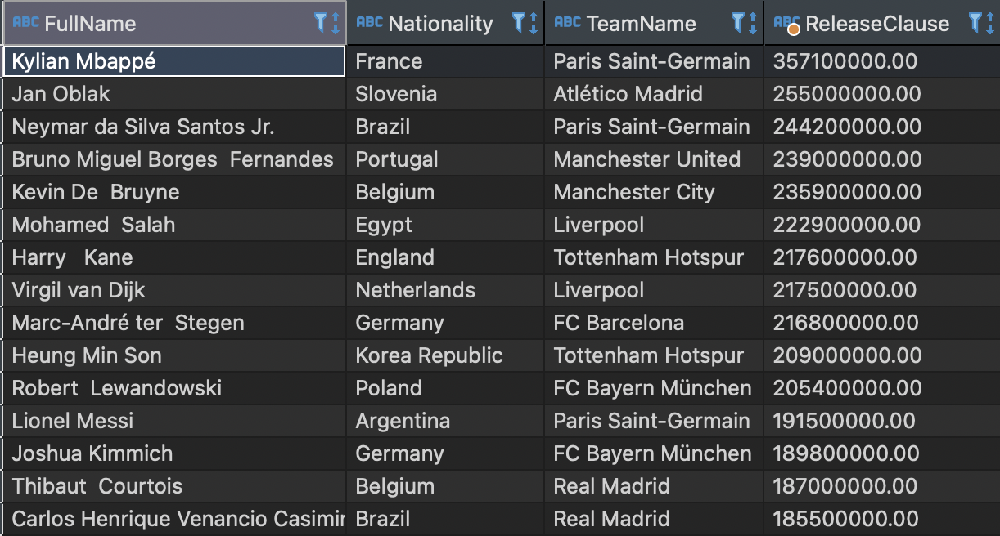 ABC FullName ABC Nationality ABC TeamName ABC ReleaseClause
Kylian Mbappé France Paris Saint-Germain 357100000.00
Jan Oblak Slovenia Atlético Madrid 255000000.00
Neymar da Silva Santos Jr. Brazil Paris Saint-Germain 244200000.00
Bruno Miguel Borges  Fernandes Portugal Manchester United 239000000.00
Kevin De  Bruyne Belgium Manchester City 235900000.00
Mohamed  Salah Egypt Liverpool 222900000.00
Harry   Kane England Tottenham Hotspur 217600000.00
Virgil van Dijk Netherlands Liverpool 217500000.00
Marc-André ter  Stegen Germany FC Barcelona 216800000.00
Heung Min Son Korea Republic Tottenham Hotspur 209000000.00
Robert  Lewandowski Poland FC Bayern München 205400000.00
Lionel Messi Argentina Paris Saint-Germain 191500000.00
Joshua Kimmich Germany FC Bayern München 189800000.00
Thibaut  Courtois Belgium Real Madrid 187000000.00
Carlos Henrique Venancio Casimir Brazil Real Madrid 185500000.00